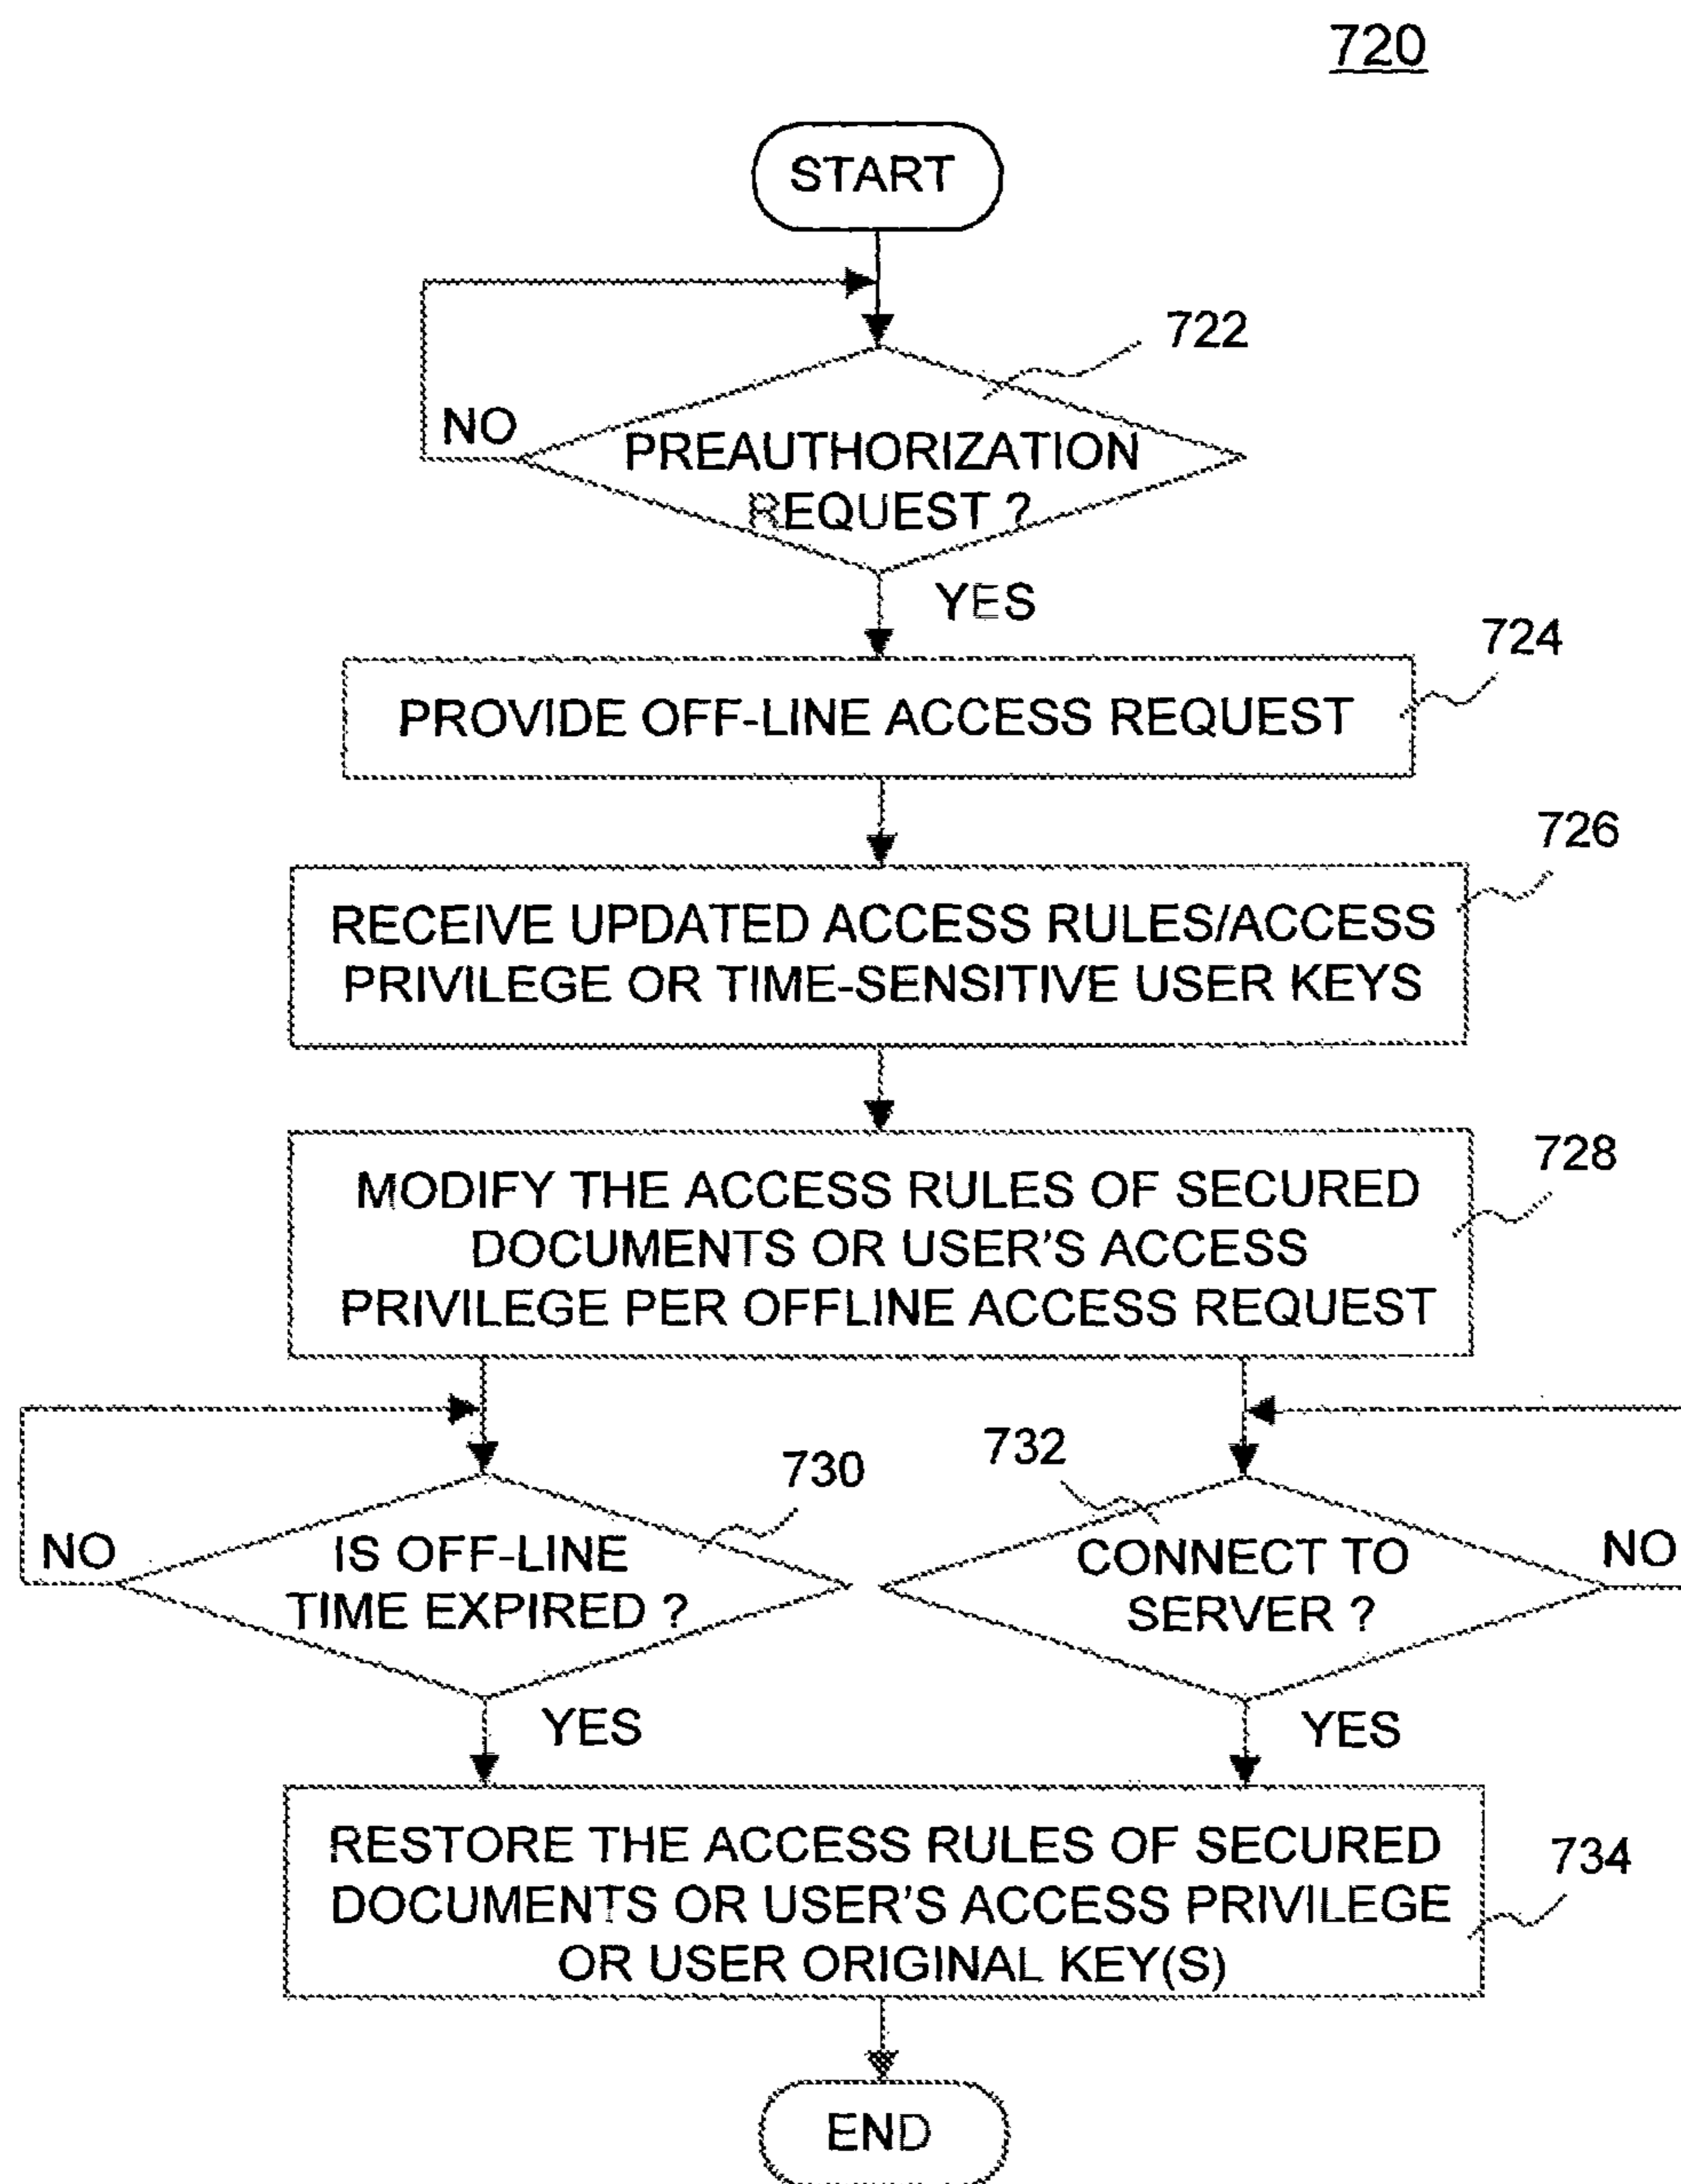 720
START
722
NO
PREAUTHORIZATION
REQUEST ?
YES
724
PROVIDE OFF-LINE ACCESS REQUEST
726
RECEIVE UPDATED ACCESS RULES/ACCESS
PRIVILEGE OR TIME-SENSITIVE USER KEYS
728
MODIFY THE ACCESS RULES OF SECURED
DOCUMENTS OR USER'S ACCESS
PRIVILEGE PER OFFLINE ACCESS REQUEST
730
NO
IS OFF-LINE
TIME EXPIRED ?
YES
732
CONNECT TO
SERVER ?
NO
YES
734
RESTORE THE ACCESS RULES OF SECURED
DOCUMENTS OR USER'S ACCESS PRIVILEGE
OR USER ORIGINAL KEY(S)
END